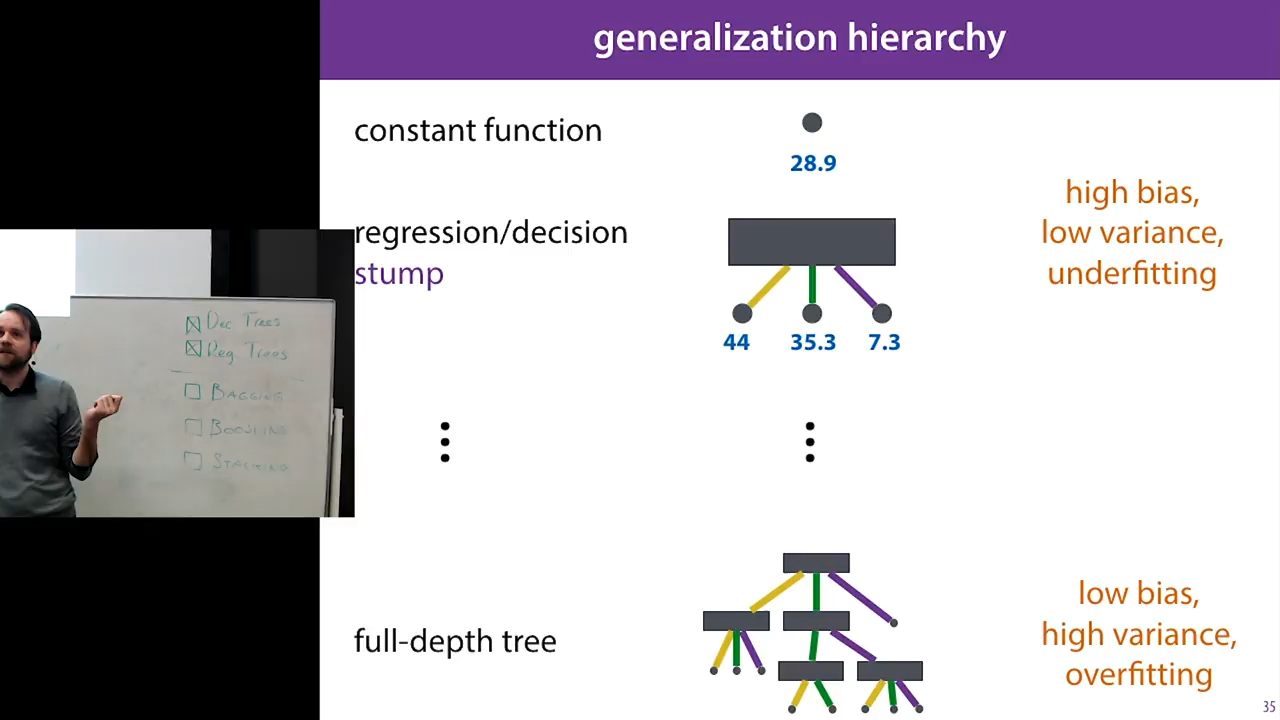 generalization hierarchy
constant function
28.9
regression/decision
stump
44 35.3 7.3
high bias,
low variance,
underfitting
full-depth tree
low bias,
high variance,
overfitting
35
Dec Trees
Reg Trees
Bagging
Boosting
Stacking